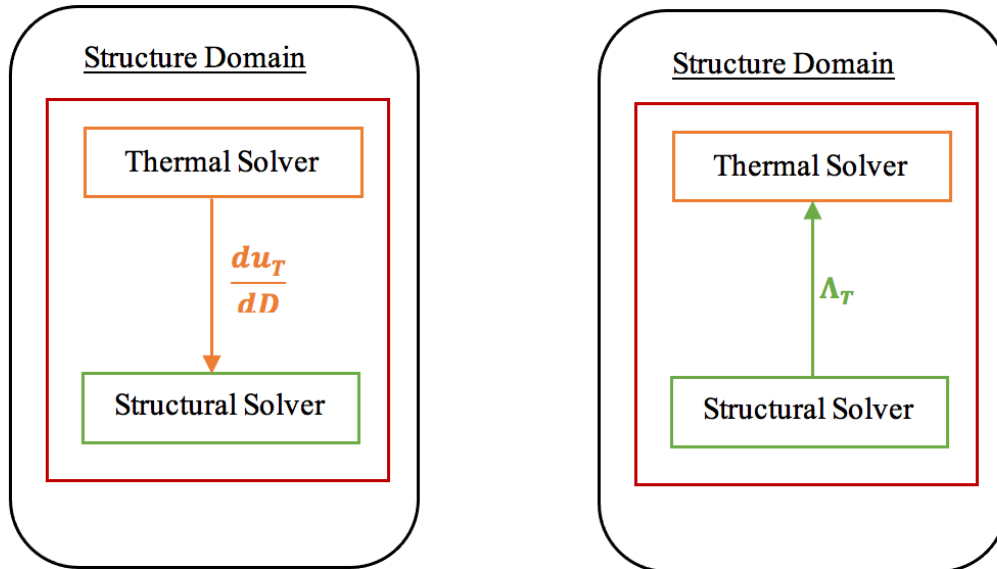 Structure Domain
Thermal Solver
du_T
dD
Structural Solver
Structure Domain
Thermal Solver
Λ_T
Structural Solver